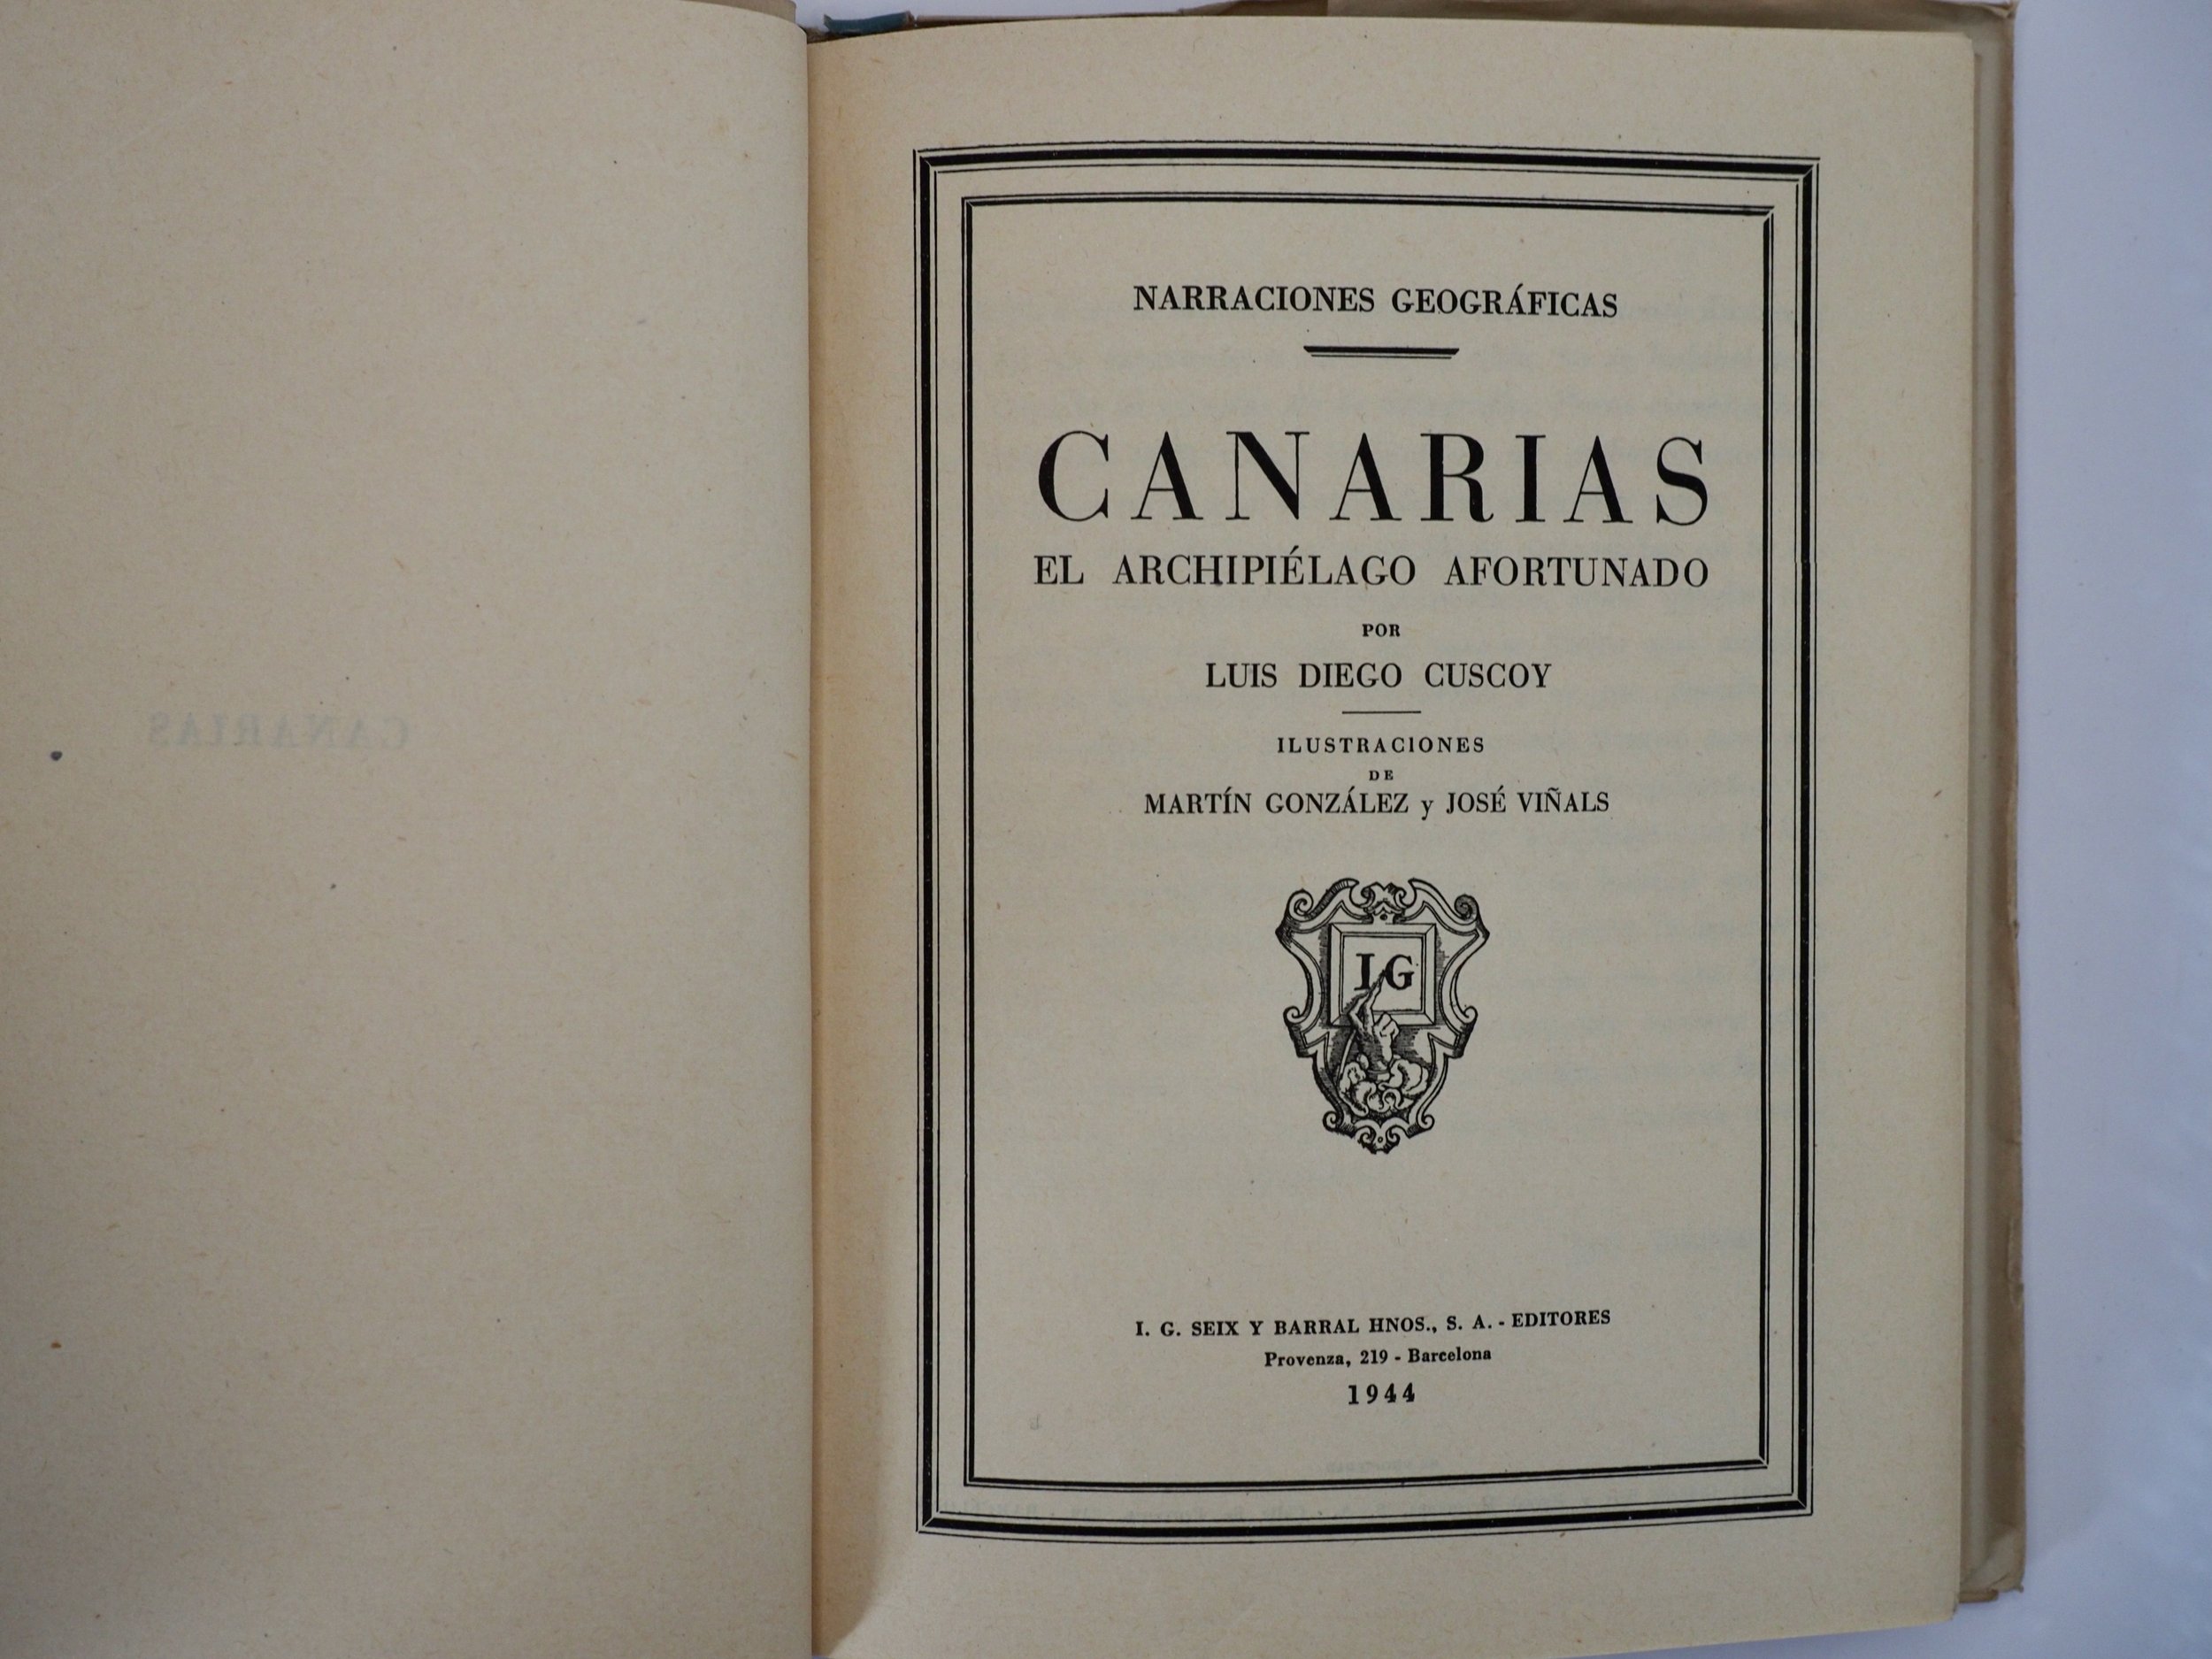 CANARIAS
NARRACIONES GEOGRÁFICAS
CANARIAS
EL ARCHIPIÉLAGO AFORTUNADO
POR
LUIS DIEGO CUSCOY
ILUSTRACIONES
DE
MARTÍN GONZÁLEZ y JOSÉ VIÑALS
IG
I. G. SEIX Y BARRAL HNOS., S. A. - EDITORES
Provenza, 219 - Barcelona
1944